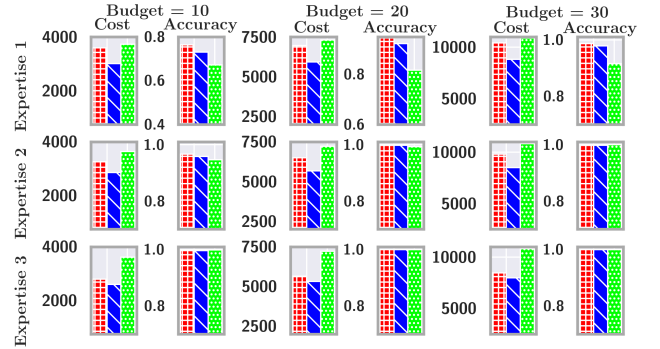 Budget = 10 Budget = 20 Budget = 30
Cost Accuracy Cost Accuracy Cost Accuracy
Expertise 1
4000 0.8 7500 10000 1.0
2000 0.6 5000 0.8 5000 0.8
0.4 2500 0.6
Expertise 2
4000 1.0 7500 1.0 10000 1.0
2000 0.8 5000 0.8 5000 0.8
2500
Expertise 3
4000 1.0 7500 1.0 10000 1.0
2000 0.8 5000 0.8 5000 0.8
2500